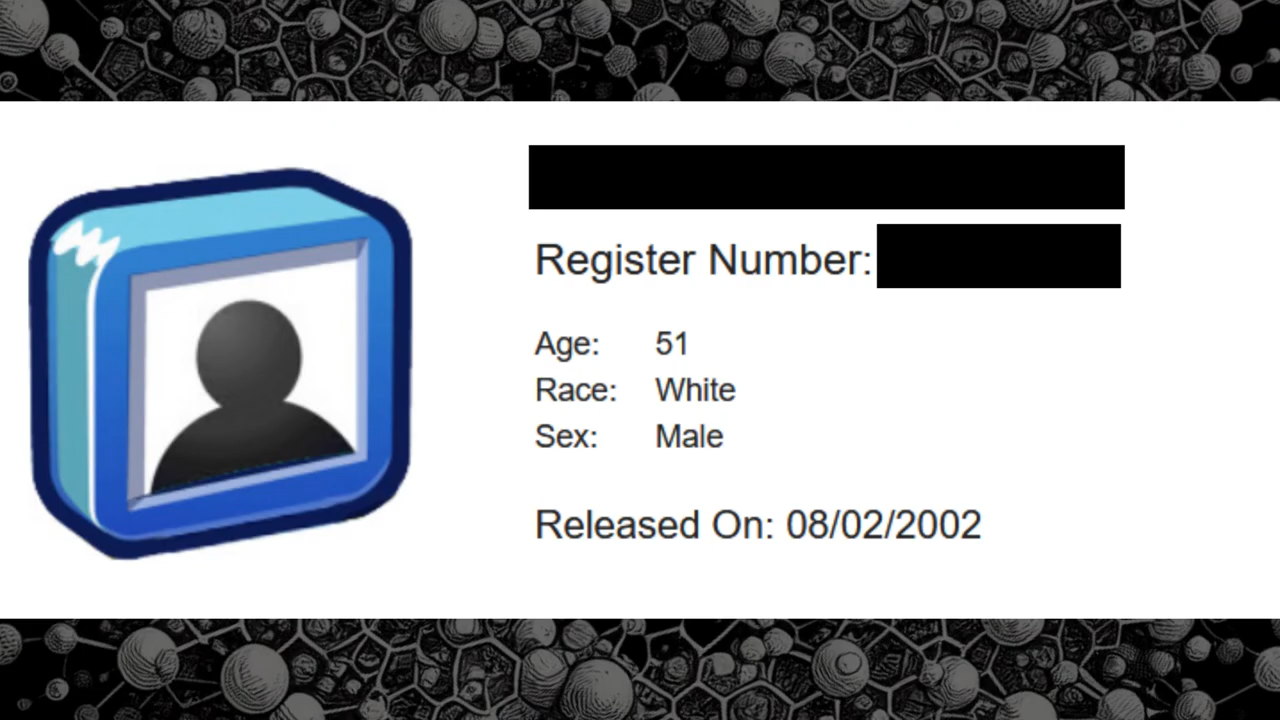 Register Number:
Age: 51
Race: White
Sex: Male
Released On: 08/02/2002